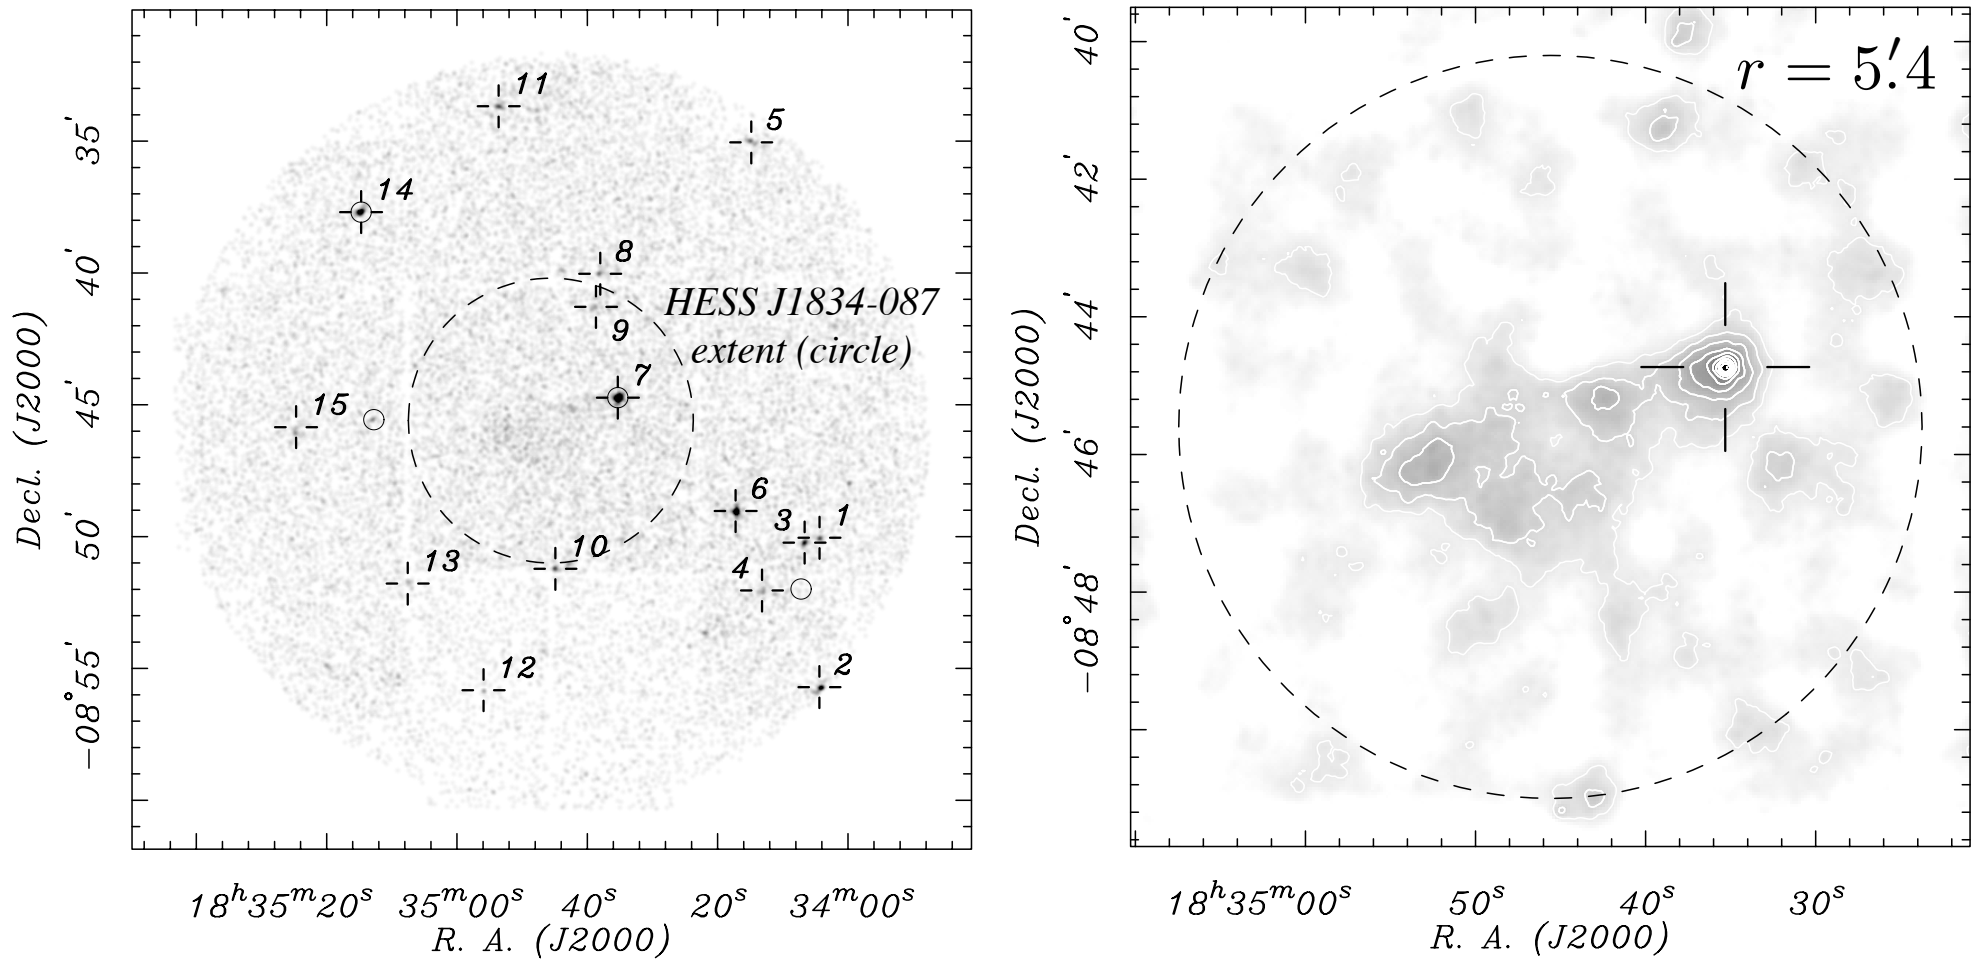 11
5
35'
14
8
40'
HESS J1834-087
9
extent (circle)
7
45'
15
6
3 1
50'
10
13
4
−08°55'
12
2
Decl. (J2000)
18h35m20s 35m00s 40s 20s 34m00s
R. A. (J2000)
40'
r = 5.'4
42'
44'
46'
−08°48'
Decl. (J2000)
18h35m00s 50s 40s 30s
R. A. (J2000)